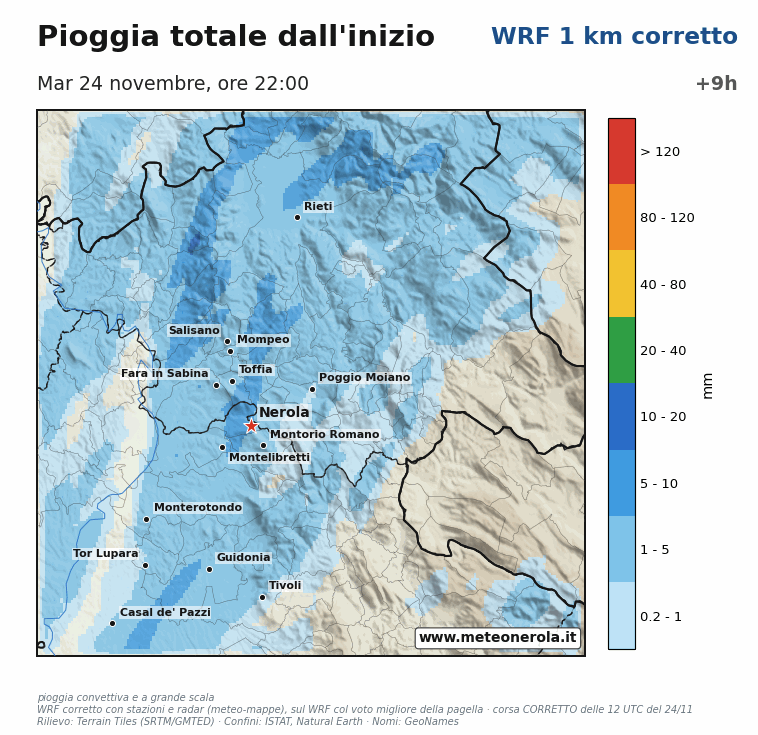 Pioggia totale dall'inizio
WRF 1 km corretto
Mar 24 novembre, ore 22:00
+9h
Rieti
Salisano
Mompeo
Toffia
Fara in Sabina
Poggio Moiano
Nerola
Montorio Romano
Montelibretti
Monterotondo
Tor Lupara
Guidonia
Tivoli
Casal de' Pazzi
www.meteonerola.it
> 120
80 - 120
40 - 80
20 - 40
10 - 20
5 - 10
1 - 5
0.2 - 1
mm
pioggia convettiva e a grande scala
WRF corretto con stazioni e radar (meteo-mappe), sul WRF col voto migliore della pagella · corsa CORRETTO delle 12 UTC del 24/11
Rilievo: Terrain Tiles (SRTM/GMTED) · Confini: ISTAT, Natural Earth · Nomi: GeoNames